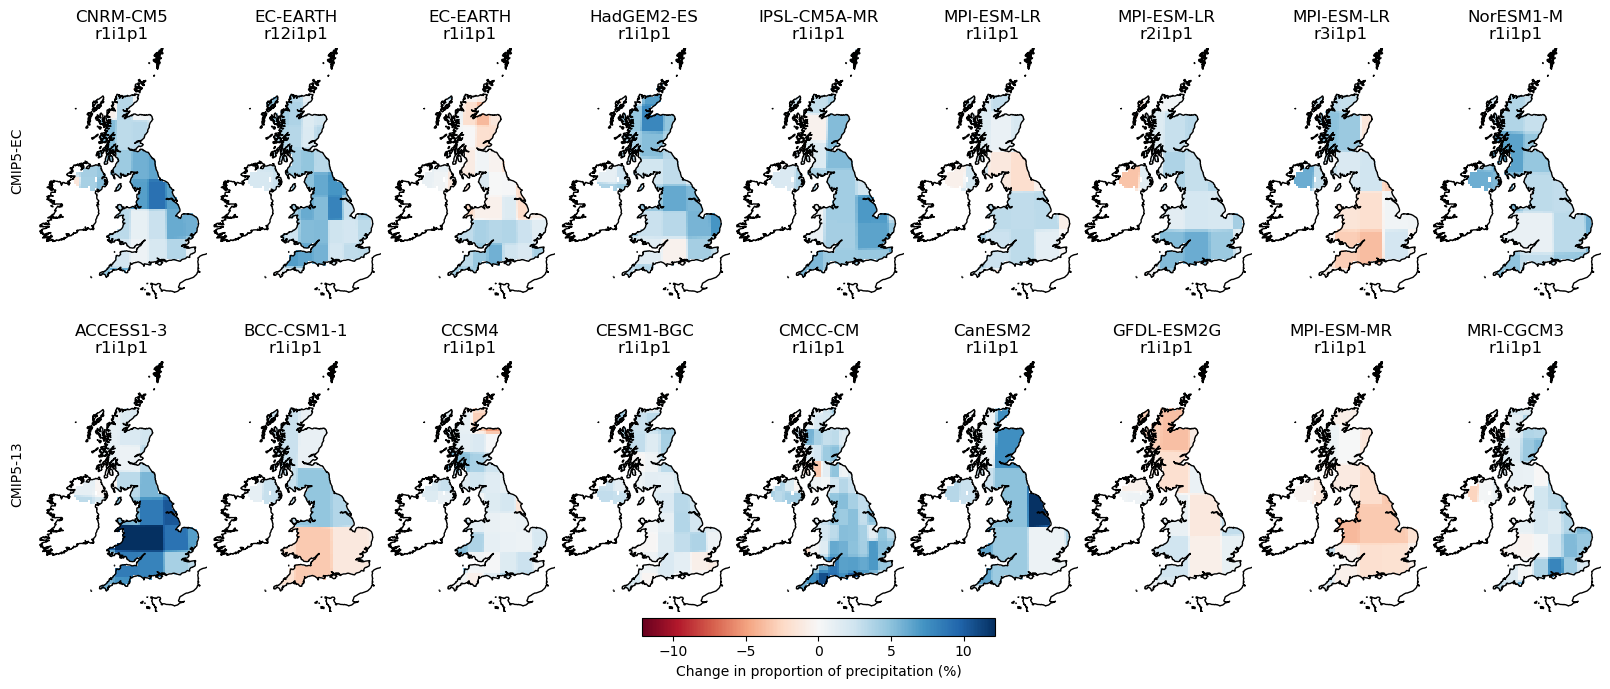 CNRM-CM5 EC-EARTH EC-EARTH HadGEM2-ES IPSL-CM5A-MR MPI-ESM-LR MPI-ESM-LR MPI-ESM-LR NorESM1-M
r1i1p1 r12i1p1 r1i1p1 r1i1p1 r1i1p1 r1i1p1 r2i1p1 r3i1p1 r1i1p1
CMIP5-EC
ACCESS1-3 BCC-CSM1-1 CCSM4 CESM1-BGC CMCC-CM CanESM2 GFDL-ESM2G MPI-ESM-MR MRI-CGCM3
r1i1p1 r1i1p1 r1i1p1 r1i1p1 r1i1p1 r1i1p1 r1i1p1 r1i1p1 r1i1p1
CMIP5-13
−10 −5 0 5 10
Change in proportion of precipitation (%)